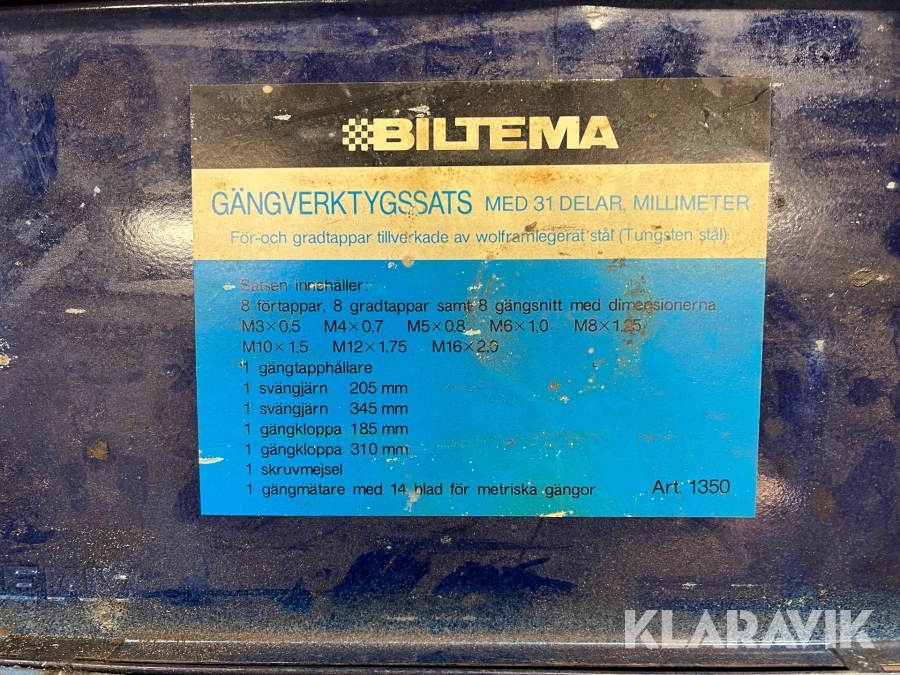 BILTEMA
GÄNGVERKTYGSSATS MED 31 DELAR, MILLIMETER
För-och gradtappar tillverkade av wolframlegerat stål (Tungsten stål).
Satsen innehåller:
8 förtappar, 8 gradtappar samt 8 gängsnitt med dimensionerna
M3×0,5 M4×0,7 M5×0,8 M6×1,0 M8×1,25
M10×1,5 M12×1,75 M16×2,0
1 gängtapphållare
1 svängjärn 205 mm
1 svängjärn 345 mm
1 gängkloppa 185 mm
1 gängkloppa 310 mm
1 skruvmejsel
1 gängmätare med 14 blad för metriska gängor
Art. 1350
KLARAVIK